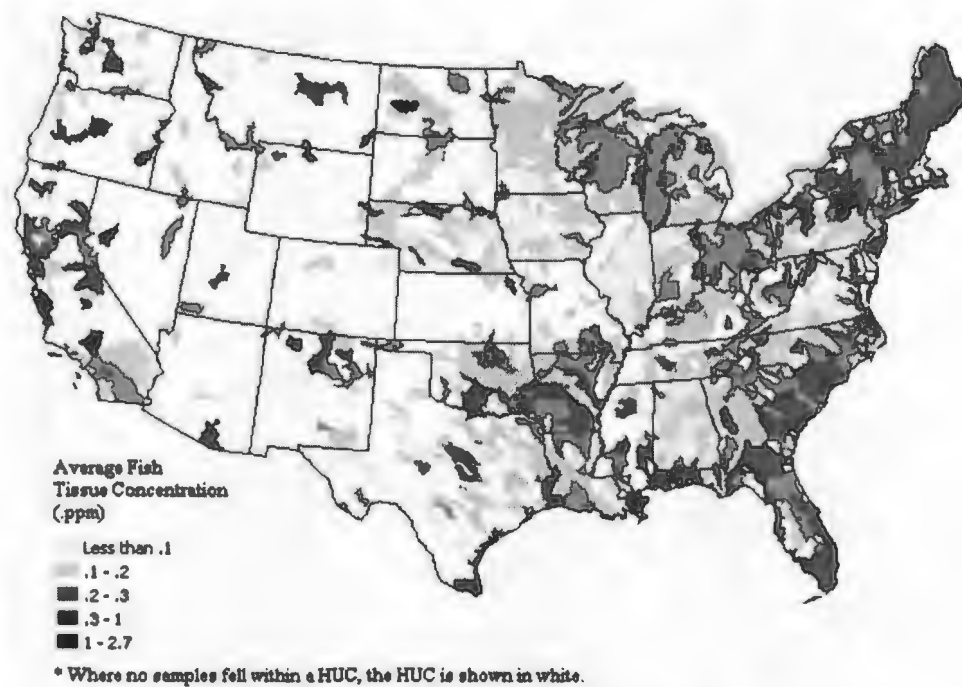 Average Fish
Tissue Concentration
(.ppm)
Less than .1
.1 - .2
.2 - .3
.3 - 1
1 - 2.7
* Where no samples fell within a HUC, the HUC is shown in white.